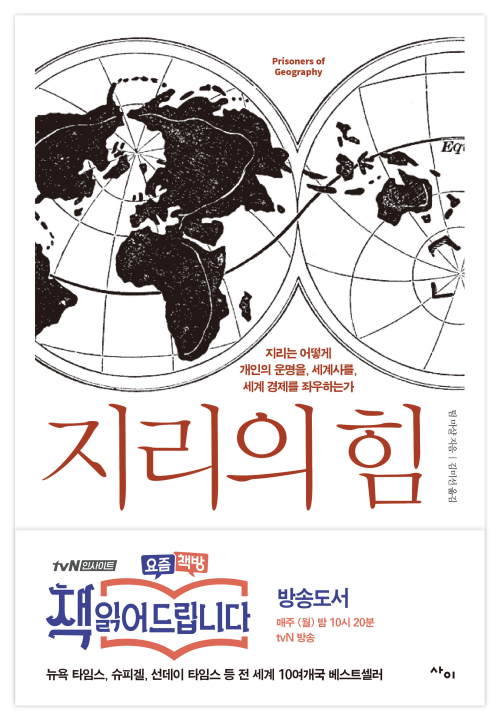 Prisoners of
Geography
Equ
지리는 어떻게
개인의 운명을, 세계사를,
세계 경제를 좌우하는가
지리의 힘
팀 마샬 지음 | 김미선 옮김
tvN 인사이트
요즘 책방
책 읽어드립니다
방송도서
매주 (월) 밤 10시 20분
tvN 방송
뉴욕 타임스, 슈피겔, 선데이 타임스 등 전 세계 10여개국 베스트셀러
사이